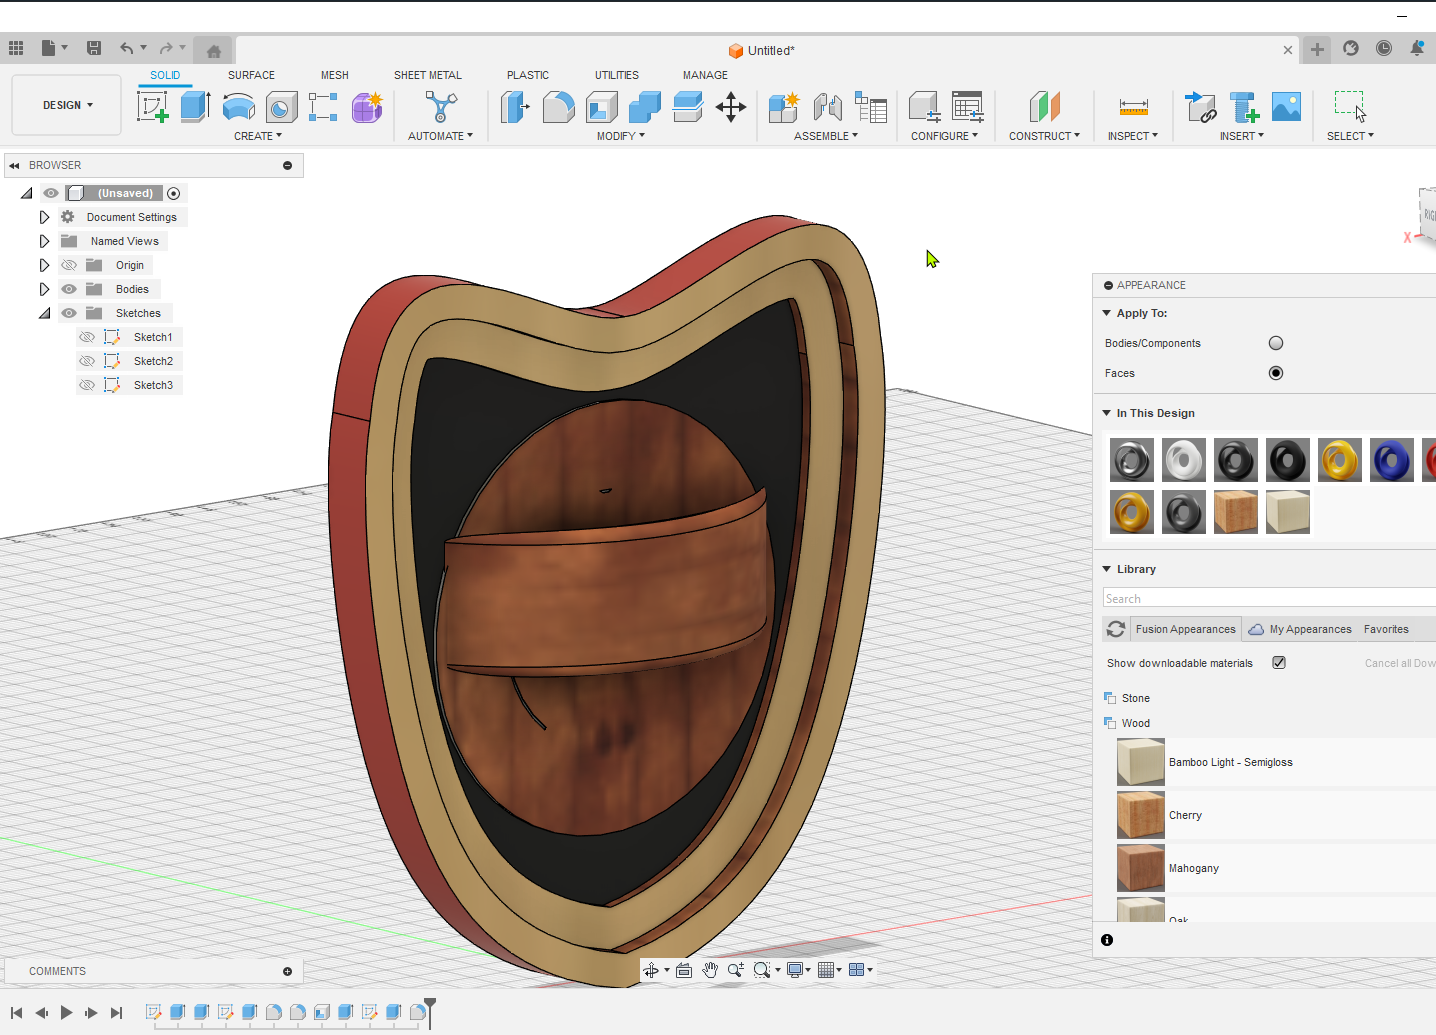 Untitled*
SOLID SURFACE MESH SHEET METAL PLASTIC UTILITIES MANAGE
DESIGN
CREATE AUTOMATE MODIFY ASSEMBLE CONFIGURE CONSTRUCT INSPECT INSERT SELECT
BROWSER
(Unsaved)
Document Settings
Named Views
Origin
Bodies
Sketches
Sketch1
Sketch2
Sketch3
X
APPEARANCE
Apply To:
Bodies/Components
Faces
In This Design
Library
Search
Fusion Appearances My Appearances Favorites
Show downloadable materials Cancel all Dow
Stone
Wood
Bamboo Light - Semigloss
Cherry
Mahogany
Oak
COMMENTS